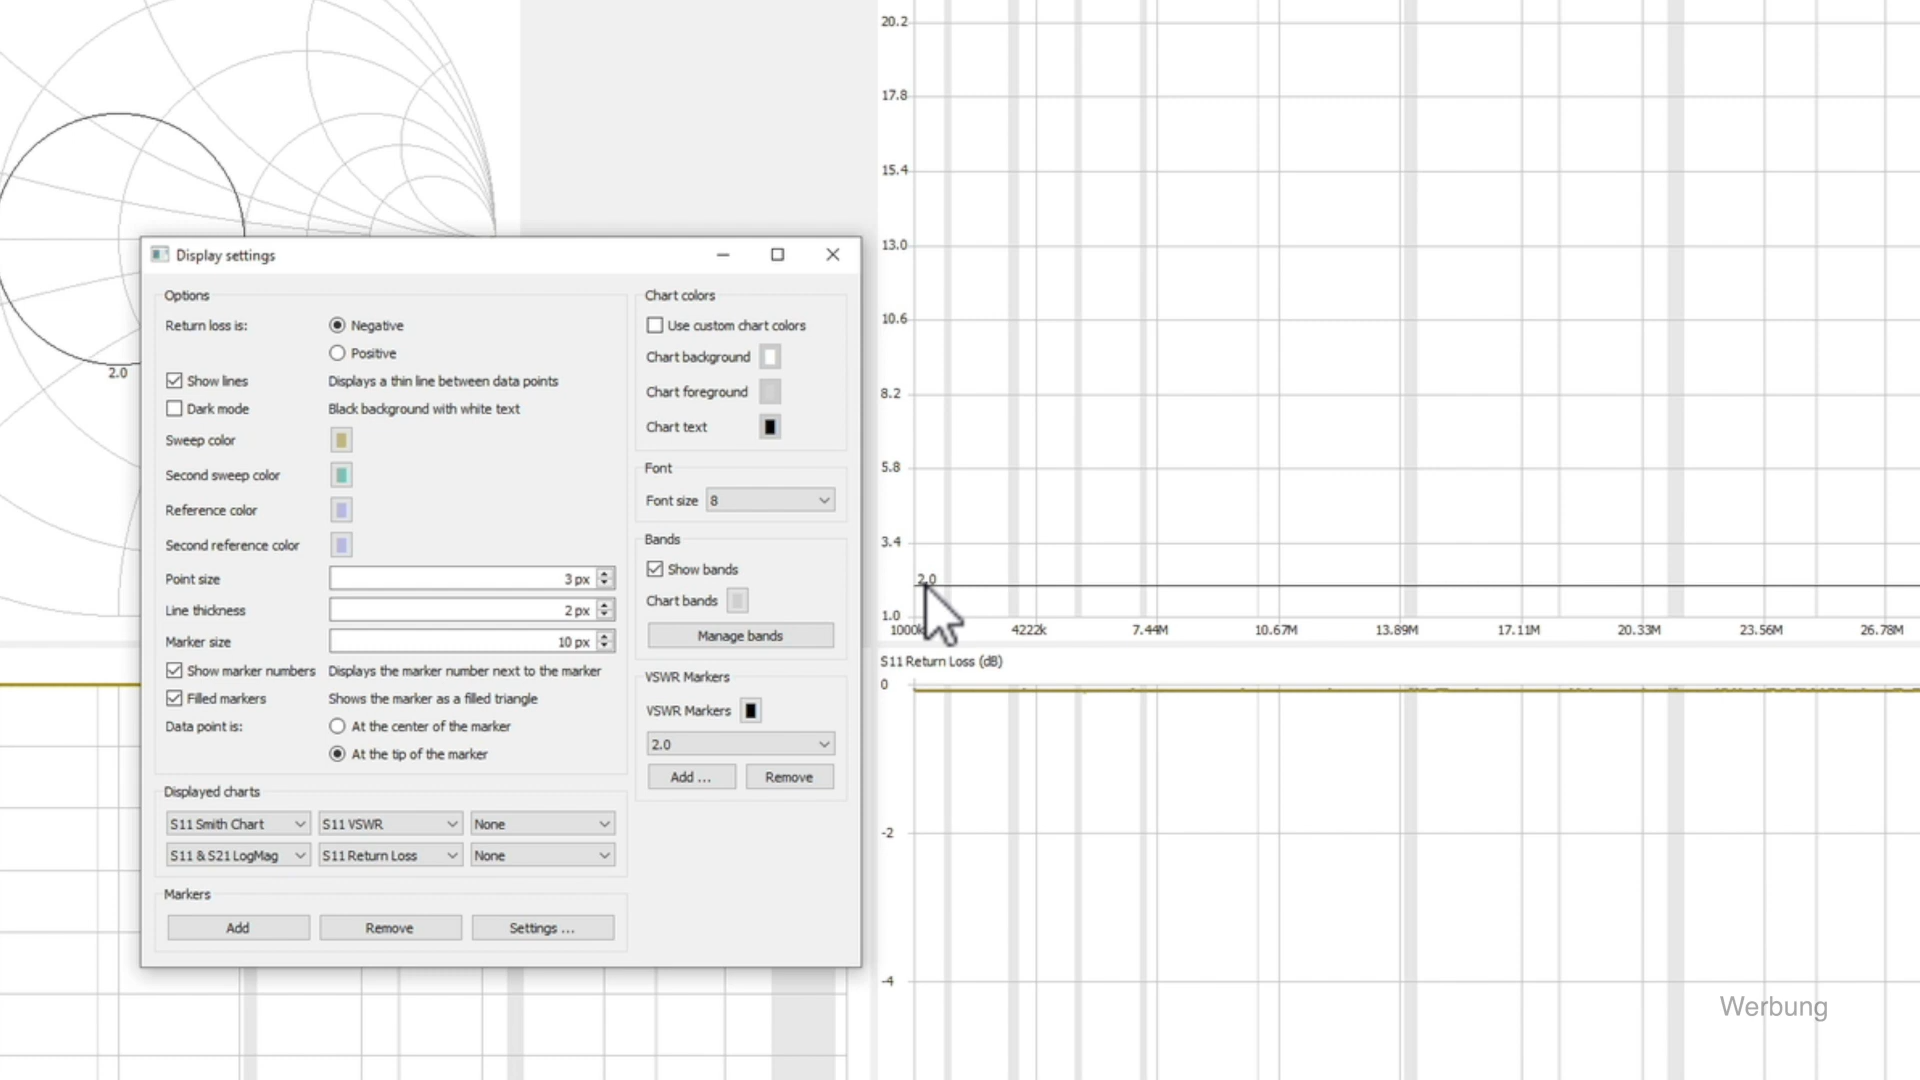 20.2
17.8
15.4
13.0
10.6
8.2
5.8
3.4
2.0
1.0
1000k 4222k 7.44M 10.67M 13.89M 17.11M 20.33M 23.56M 26.78M
2.0
Display settings
Options
Return loss is:
Negative
Positive
Show lines
Displays a thin line between data points
Dark mode
Black background with white text
Sweep color
Second sweep color
Reference color
Second reference color
Point size
3 px
Line thickness
2 px
Marker size
10 px
Show marker numbers
Displays the marker number next to the marker
Filled markers
Shows the marker as a filled triangle
Data point is:
At the center of the marker
At the tip of the marker
Displayed charts
S11 Smith Chart
S11 VSWR
None
S11 & S21 LogMag
S11 Return Loss
None
Markers
Add
Remove
Settings ...
Chart colors
Use custom chart colors
Chart background
Chart foreground
Chart text
Font
Font size
8
Bands
Show bands
Chart bands
Manage bands
VSWR Markers
VSWR Markers
2.0
Add ...
Remove
S11 Return Loss (dB)
0
-2
-4
Werbung